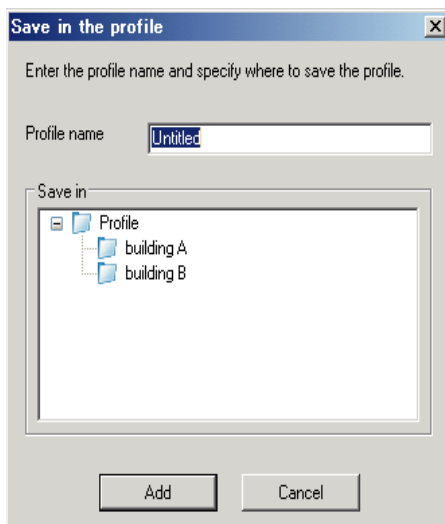 Save in the profile
Enter the profile name and specify where to save the profile.
Profile name
Untitled
Save in
Profile
building A
building B
Add
Cancel